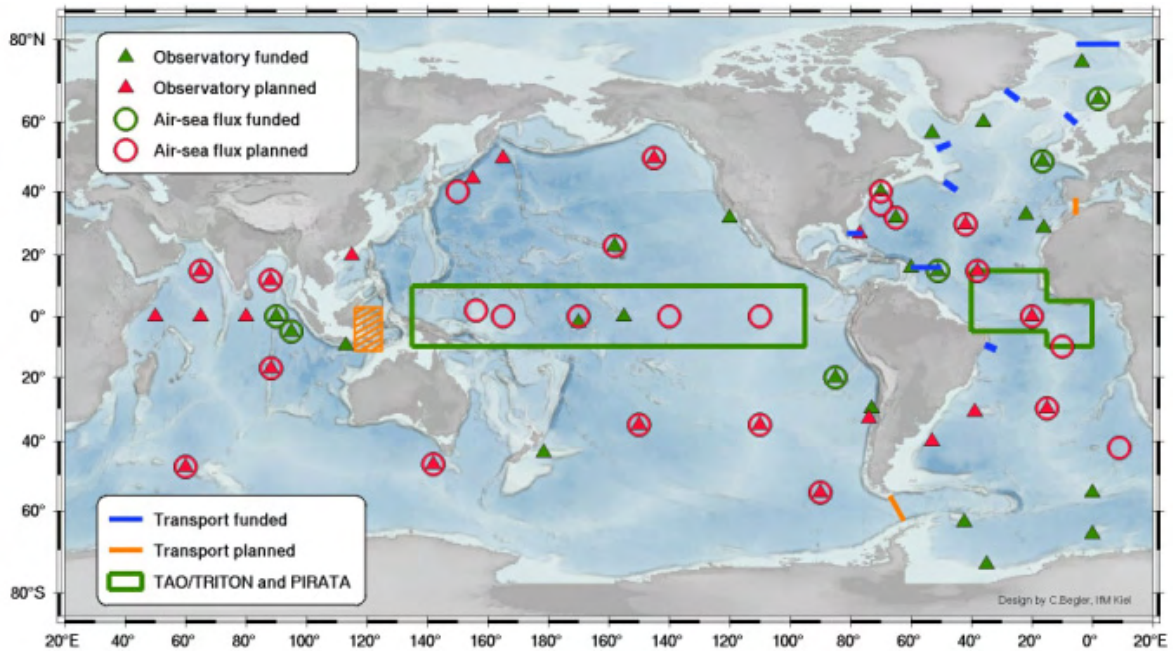 80°N
60°
40°
20°
0°
20°
40°
60°
80°S
Observatory funded
Observatory planned
Air-sea flux funded
Air-sea flux planned
Transport funded
Transport planned
TAO/TRITON and PIRATA
Design by C.Begler, IfM Kiel
20°E 40° 60° 80° 100° 120° 140° 160° 180° 160° 140° 120° 100° 80° 60° 40° 20° 0° 20°E